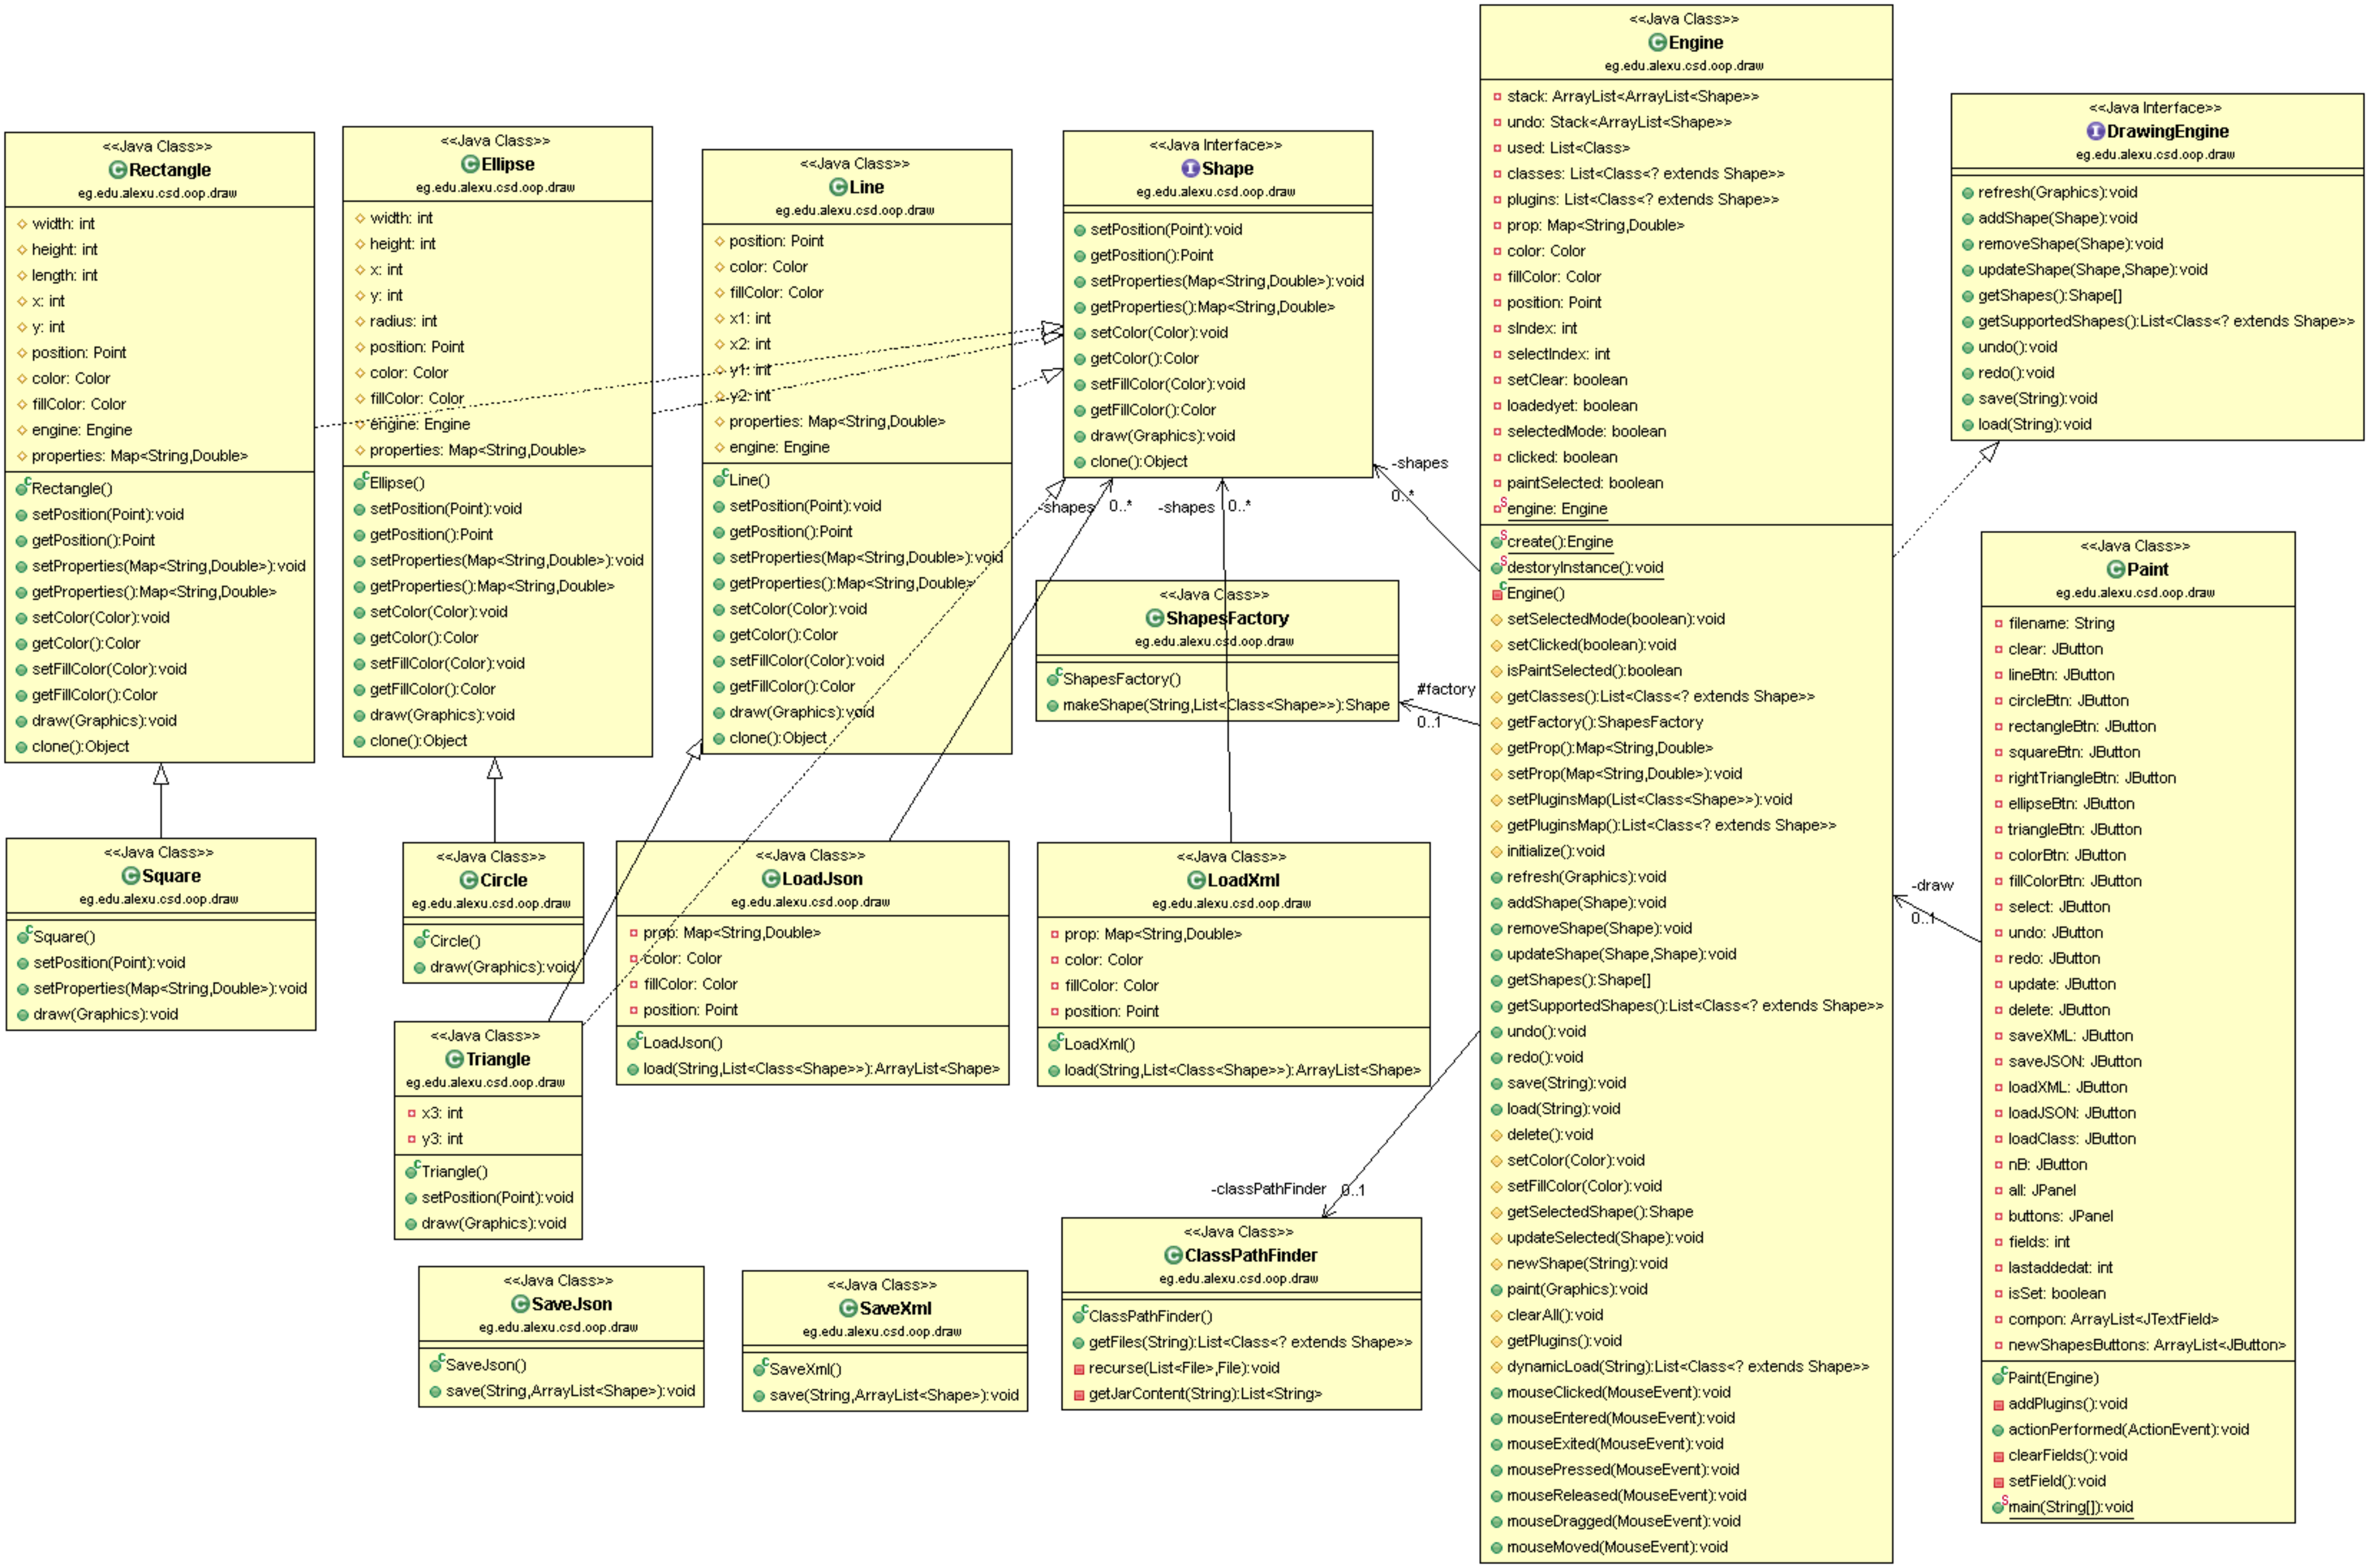 <<Java Class>>
Rectangle
eg.edu.alexu.csd.oop.draw
width: int
height: int
length: int
x: int
y: int
position: Point
color: Color
fillColor: Color
engine: Engine
properties: Map<String,Double>
Rectangle()
setPosition(Point):void
getPosition():Point
setProperties(Map<String,Double>):void
getProperties():Map<String,Double>
setColor(Color):void
getColor():Color
setFillColor(Color):void
getFillColor():Color
draw(Graphics):void
clone():Object
<<Java Class>>
Ellipse
eg.edu.alexu.csd.oop.draw
width: int
height: int
x: int
y: int
radius: int
position: Point
color: Color
fillColor: Color
engine: Engine
properties: Map<String,Double>
Ellipse()
setPosition(Point):void
getPosition():Point
setProperties(Map<String,Double>):void
getProperties():Map<String,Double>
setColor(Color):void
getColor():Color
setFillColor(Color):void
getFillColor():Color
draw(Graphics):void
clone():Object
<<Java Class>>
Line
eg.edu.alexu.csd.oop.draw
position: Point
color: Color
fillColor: Color
x1: int
x2: int
y1: int
y2: int
properties: Map<String,Double>
engine: Engine
Line()
setPosition(Point):void
getPosition():Point
setProperties(Map<String,Double>):void
getProperties():Map<String,Double>
setColor(Color):void
getColor():Color
setFillColor(Color):void
getFillColor():Color
draw(Graphics):void
clone():Object
<<Java Interface>>
Shape
eg.edu.alexu.csd.oop.draw
setPosition(Point):void
getPosition():Point
setProperties(Map<String,Double>):void
getProperties():Map<String,Double>
setColor(Color):void
getColor():Color
setFillColor(Color):void
getFillColor():Color
draw(Graphics):void
clone():Object
-shapes
0..*
-shapes
0..*
-shapes
0..*
<<Java Class>>
ShapesFactory
eg.edu.alexu.csd.oop.draw
ShapesFactory()
makeShape(String,List<Class<Shape>>):Shape
#factory
0..1
<<Java Class>>
Engine
eg.edu.alexu.csd.oop.draw
stack: ArrayList<ArrayList<Shape>>
undo: Stack<ArrayList<Shape>>
used: List<Class>
classes: List<Class<? extends Shape>>
plugins: List<Class<? extends Shape>>
prop: Map<String,Double>
color: Color
fillColor: Color
position: Point
sIndex: int
selectIndex: int
setClear: boolean
loadedyet: boolean
selectedMode: boolean
clicked: boolean
paintSelected: boolean
engine: Engine
create():Engine
destoryInstance():void
Engine()
setSelectedMode(boolean):void
setClicked(boolean):void
isPaintSelected():boolean
getClasses():List<Class<? extends Shape>>
getFactory():ShapesFactory
getProp():Map<String,Double>
setProp(Map<String,Double>):void
setPluginsMap(List<Class<Shape>>):void
getPluginsMap():List<Class<? extends Shape>>
initialize():void
refresh(Graphics):void
addShape(Shape):void
removeShape(Shape):void
updateShape(Shape,Shape):void
getShapes():Shape[]
getSupportedShapes():List<Class<? extends Shape>>
undo():void
redo():void
save(String):void
load(String):void
delete():void
setColor(Color):void
setFillColor(Color):void
getSelectedShape():Shape
updateSelected(Shape):void
newShape(String):void
paint(Graphics):void
clearAll():void
getPlugins():void
dynamicLoad(String):List<Class<? extends Shape>>
mouseClicked(MouseEvent):void
mouseEntered(MouseEvent):void
mouseExited(MouseEvent):void
mousePressed(MouseEvent):void
mouseReleased(MouseEvent):void
mouseDragged(MouseEvent):void
mouseMoved(MouseEvent):void
<<Java Interface>>
DrawingEngine
eg.edu.alexu.csd.oop.draw
refresh(Graphics):void
addShape(Shape):void
removeShape(Shape):void
updateShape(Shape,Shape):void
getShapes():Shape[]
getSupportedShapes():List<Class<? extends Shape>>
undo():void
redo():void
save(String):void
load(String):void
<<Java Class>>
Paint
eg.edu.alexu.csd.oop.draw
filename: String
clear: JButton
lineBtn: JButton
circleBtn: JButton
rectangleBtn: JButton
squareBtn: JButton
rightTriangleBtn: JButton
ellipseBtn: JButton
triangleBtn: JButton
colorBtn: JButton
fillColorBtn: JButton
select: JButton
undo: JButton
redo: JButton
update: JButton
delete: JButton
saveXML: JButton
saveJSON: JButton
loadXML: JButton
loadJSON: JButton
loadClass: JButton
nB: JButton
all: JPanel
buttons: JPanel
fields: int
lastaddedat: int
isSet: boolean
compon: ArrayList<JTextField>
newShapesButtons: ArrayList<JButton>
Paint(Engine)
addPlugins():void
actionPerformed(ActionEvent):void
clearFields():void
setField():void
main(String[]):void
-draw
0..1
<<Java Class>>
Square
eg.edu.alexu.csd.oop.draw
Square()
setPosition(Point):void
setProperties(Map<String,Double>):void
draw(Graphics):void
<<Java Class>>
Circle
eg.edu.alexu.csd.oop.draw
Circle()
draw(Graphics):void
<<Java Class>>
LoadJson
eg.edu.alexu.csd.oop.draw
prop: Map<String,Double>
color: Color
fillColor: Color
position: Point
LoadJson()
load(String,List<Class<Shape>>):ArrayList<Shape>
<<Java Class>>
LoadXml
eg.edu.alexu.csd.oop.draw
prop: Map<String,Double>
color: Color
fillColor: Color
position: Point
LoadXml()
load(String,List<Class<Shape>>):ArrayList<Shape>
<<Java Class>>
Triangle
eg.edu.alexu.csd.oop.draw
x3: int
y3: int
Triangle()
setPosition(Point):void
draw(Graphics):void
-classPathFinder
0..1
<<Java Class>>
SaveJson
eg.edu.alexu.csd.oop.draw
SaveJson()
save(String,ArrayList<Shape>):void
<<Java Class>>
SaveXml
eg.edu.alexu.csd.oop.draw
SaveXml()
save(String,ArrayList<Shape>):void
<<Java Class>>
ClassPathFinder
eg.edu.alexu.csd.oop.draw
ClassPathFinder()
getFiles(String):List<Class<? extends Shape>>
recurse(List<File>,File):void
getJarContent(String):List<String>